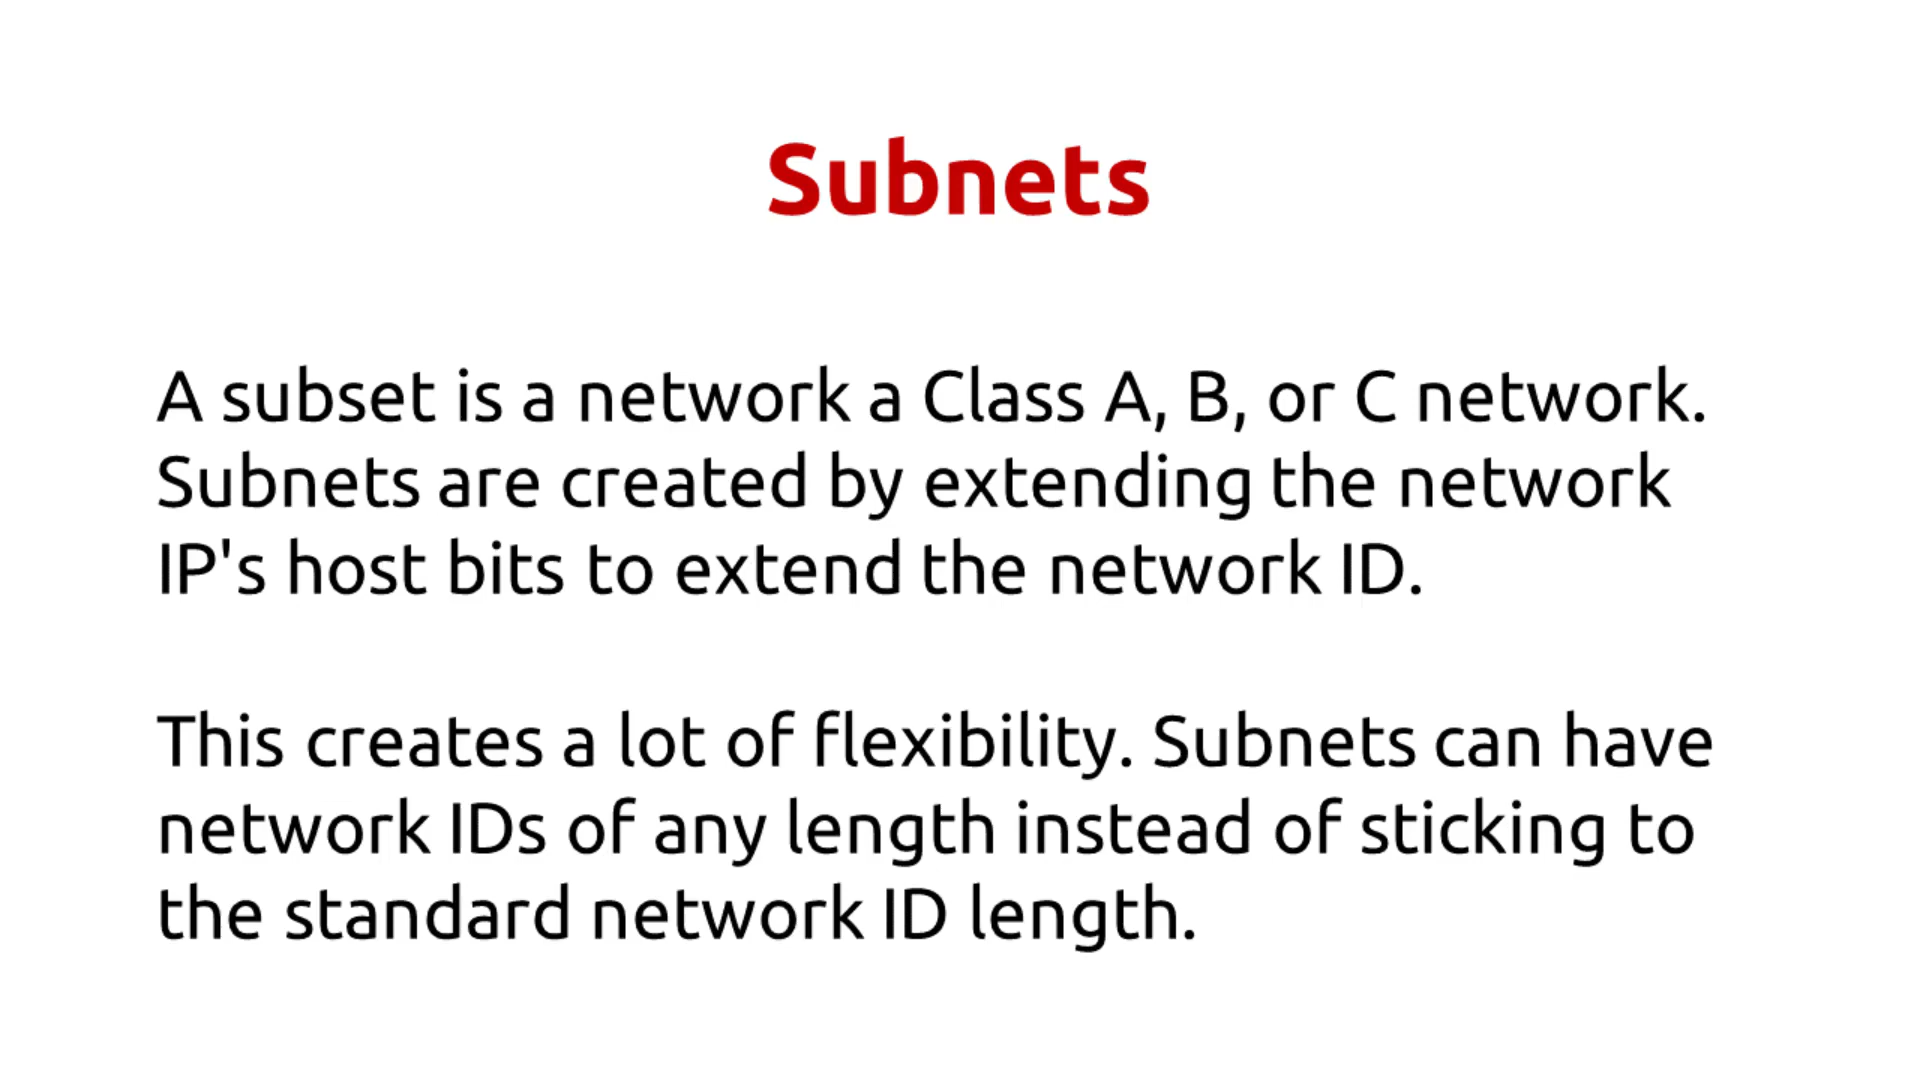 Subnets
A subset is a network a Class A, B, or C network.
Subnets are created by extending the network
IP's host bits to extend the network ID.
This creates a lot of flexibility. Subnets can have
network IDs of any length instead of sticking to
the standard network ID length.